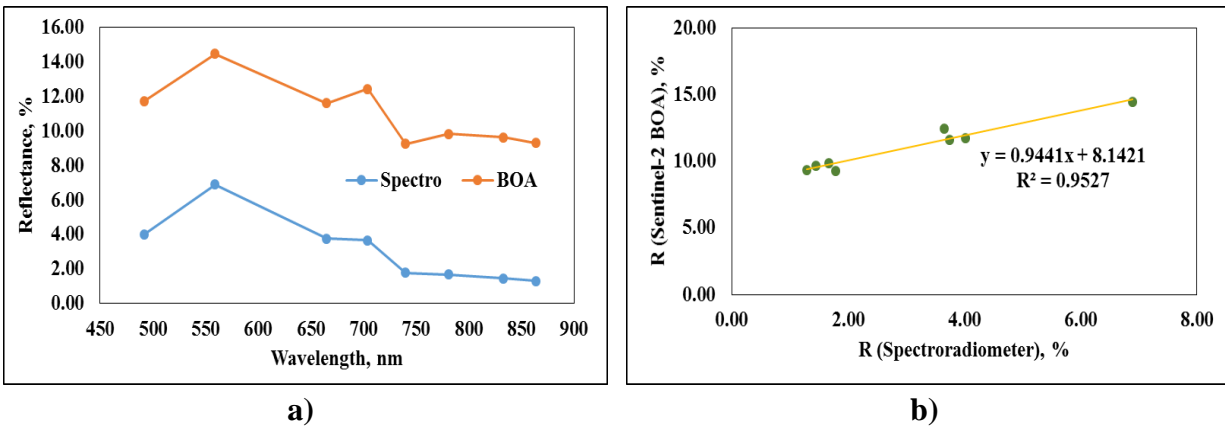 16.00
14.00
12.00
10.00
8.00
6.00
4.00
2.00
0.00
Reflectance, %
Spectro BOA
450 500 550 600 650 700 750 800 850 900
Wavelength, nm
a)
20.00
15.00
10.00
5.00
0.00
R (Sentinel-2 BOA), %
y = 0.9441x + 8.1421
R² = 0.9527
0.00 2.00 4.00 6.00 8.00
R (Spectroradiometer), %
b)